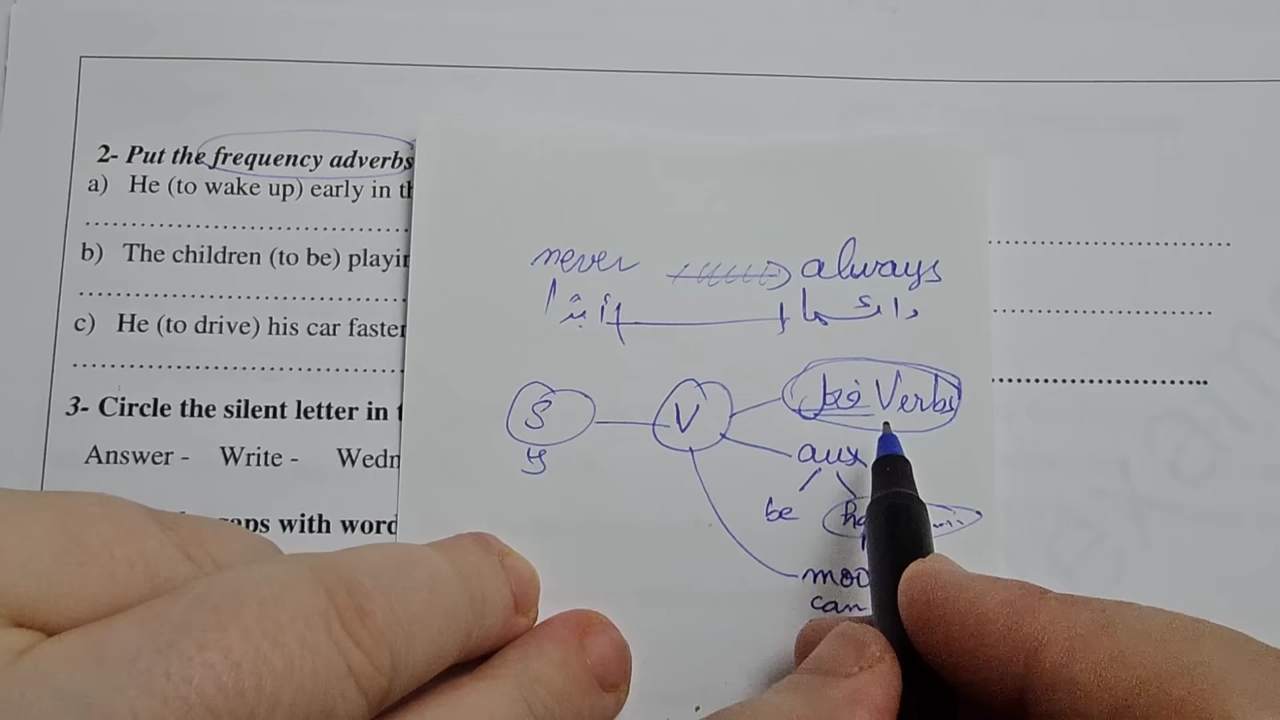 2- Put the frequency adverbs
a) He (to wake up) early in th
b) The children (to be) playin
c) He (to drive) his car faster
3- Circle the silent letter in
Answer - Write - Wedn
with word
never always
أبدًا دائما
S V Verbs
aux
be
can